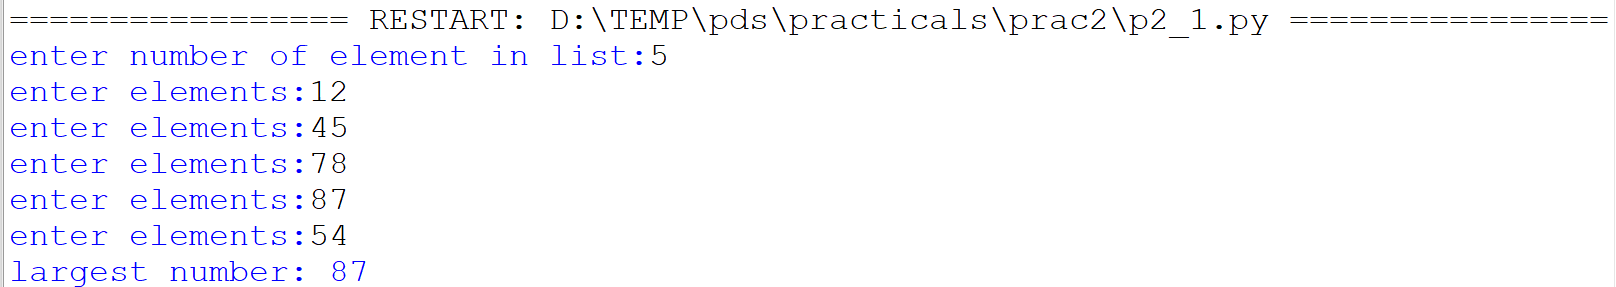 ================= RESTART: D:\TEMP\pds\practicals\prac2\p2_1.py ================
enter number of element in list:5
enter elements:12
enter elements:45
enter elements:78
enter elements:87
enter elements:54
largest number: 87